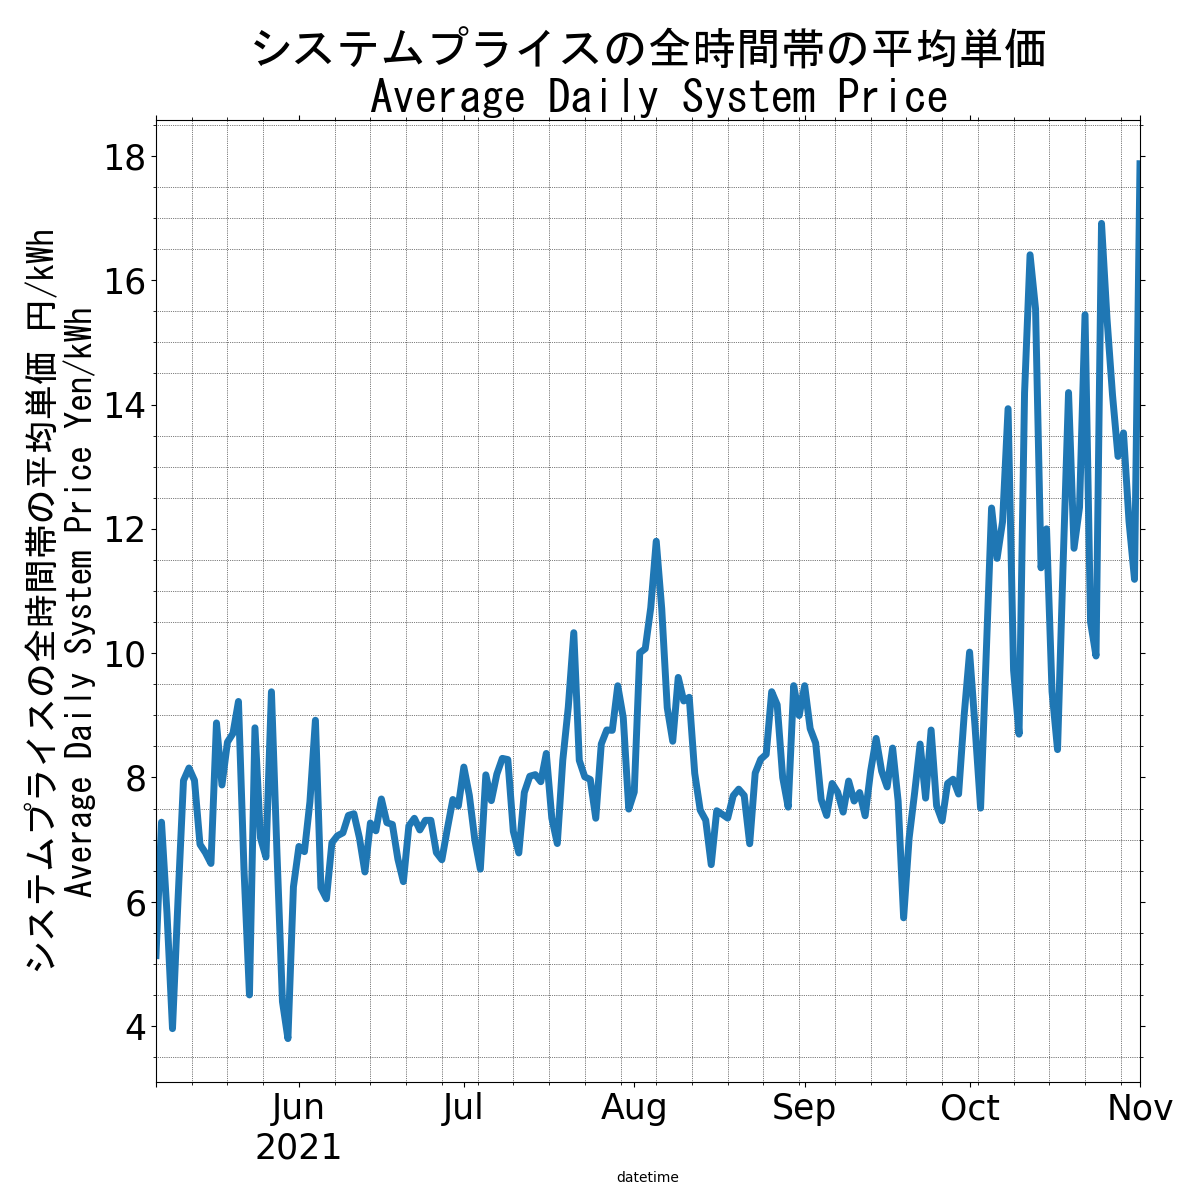 システムプライスの全時間帯の平均単価
Average Daily System Price
システムプライスの全時間帯の平均単価 円/kWh
Average Daily System Price Yen/kWh
18
16
14
12
10
8
6
4
Jun
2021
Jul
Aug
Sep
Oct
Nov
datetime